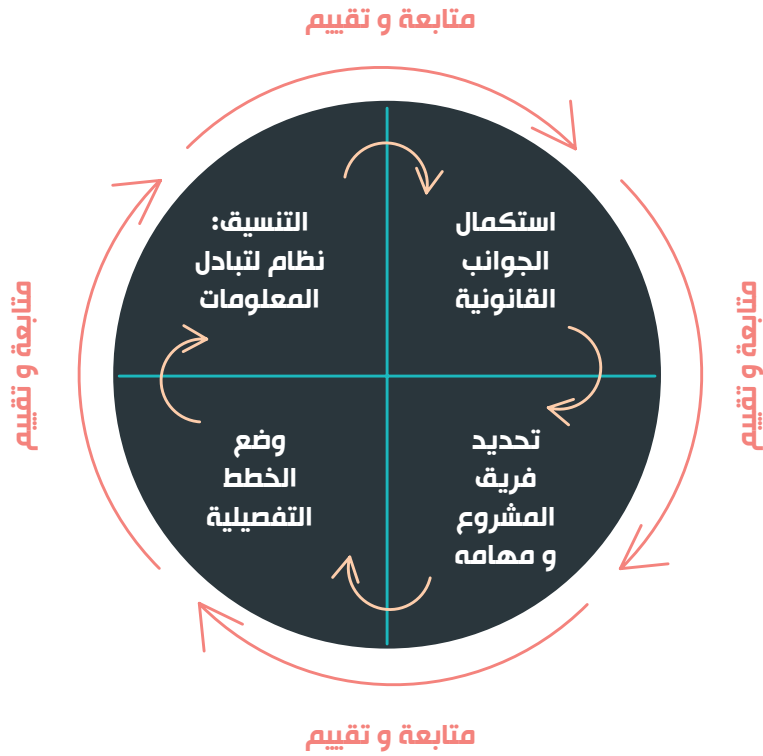 متابعة و تقييم
استكمال
الجوانب
القانونية
التنسيق:
نظام لتبادل
المعلومات
متابعة و تقييم
متابعة و تقييم
تحديد
فريق
المشروع
و مهامه
وضع
الخطط
التفصيلية
متابعة و تقييم